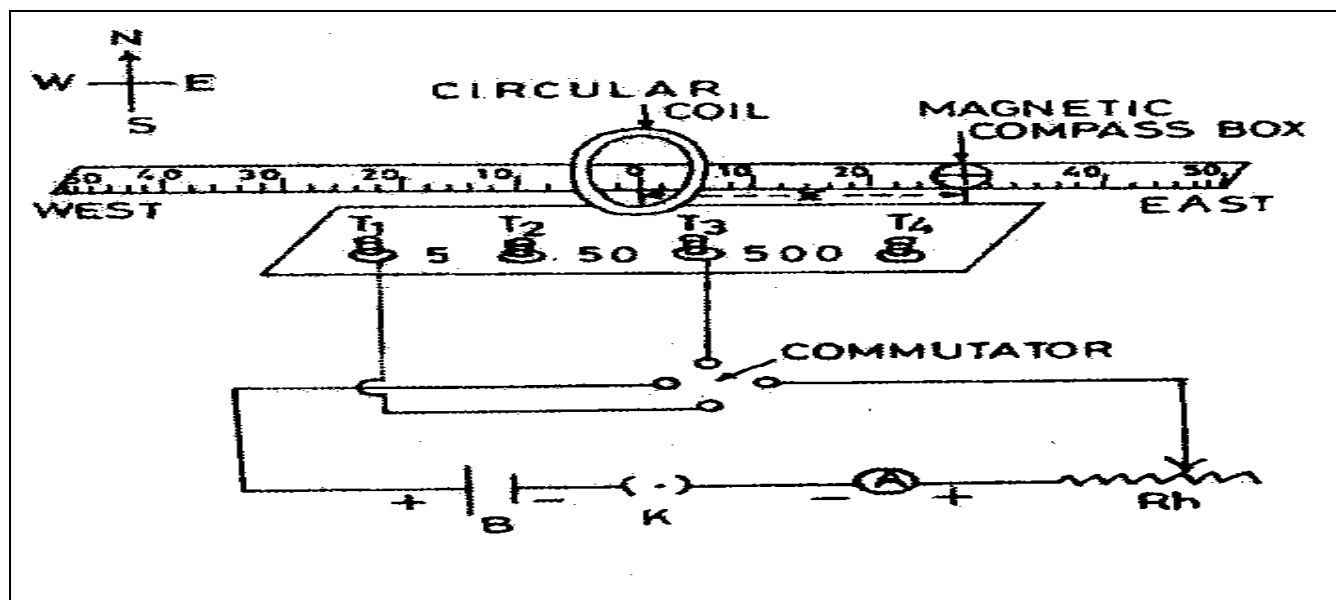 N
W E
S
CIRCULAR
COIL
MAGNETIC
COMPASS BOX
50 40 30 20 10 0 10 20 40 50
x
WEST
EAST
T1 T2 T3 T4
5 50 500
COMMUTATOR
+ − − A +
B K Rh